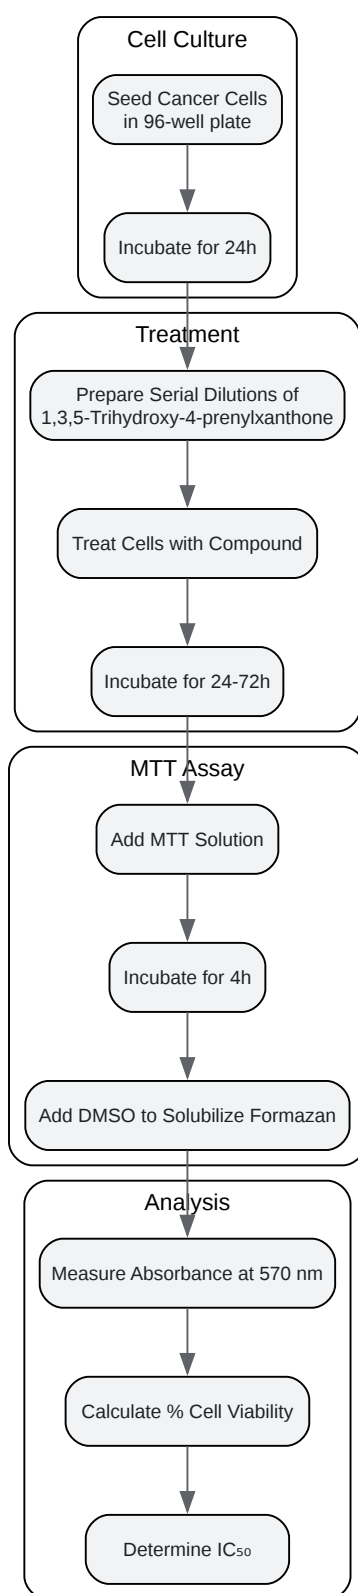 Cell Culture
Seed Cancer Cells
in 96-well plate
Incubate for 24h
Treatment
Prepare Serial Dilutions of
1,3,5-Trihydroxy-4-prenylxanthone
Treat Cells with Compound
Incubate for 24-72h
MTT Assay
Add MTT Solution
Incubate for 4h
Add DMSO to Solubilize Formazan
Analysis
Measure Absorbance at 570 nm
Calculate % Cell Viability
Determine IC₅₀